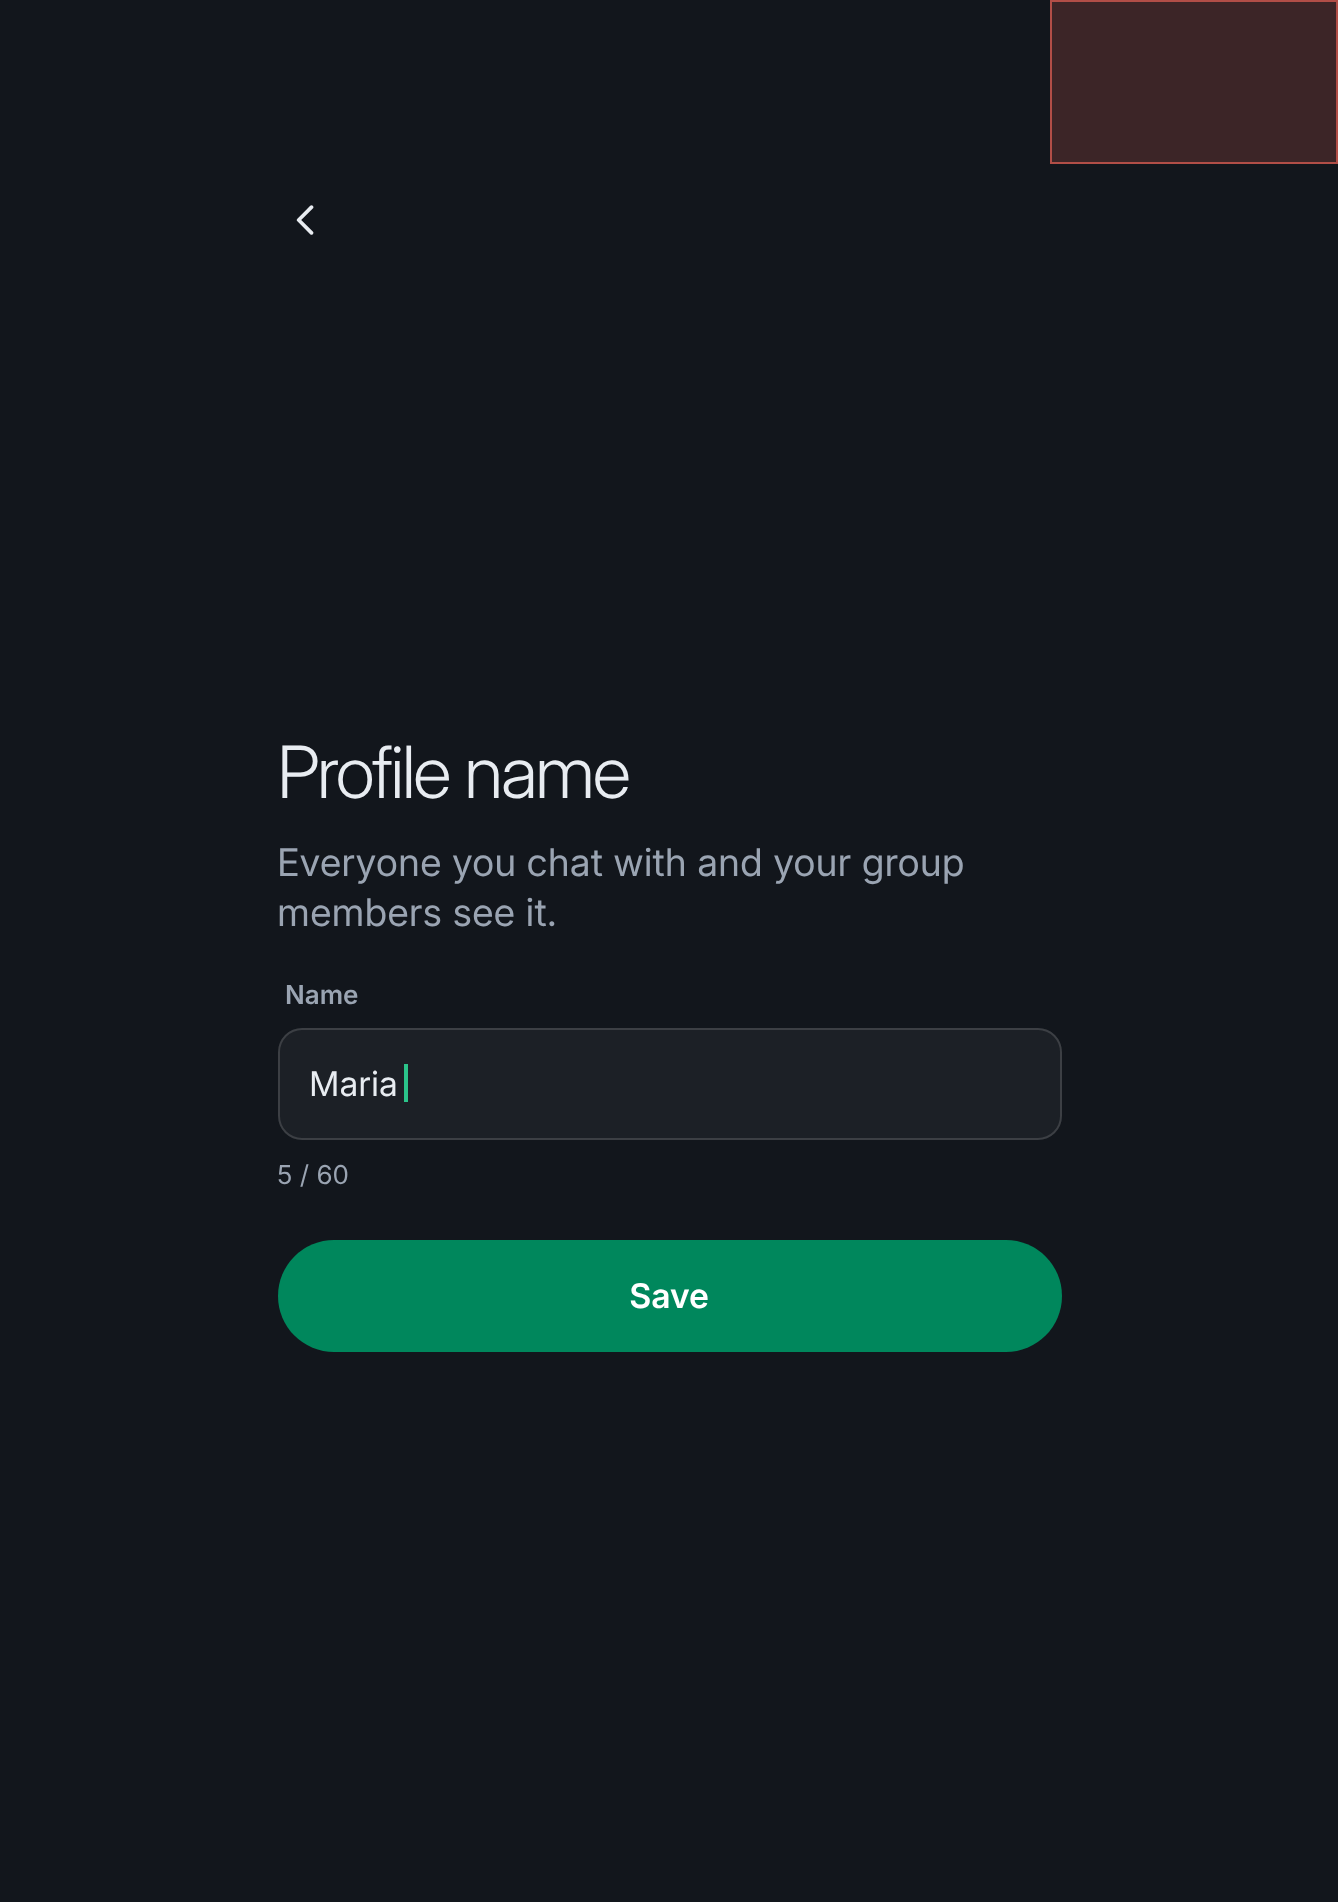 Profile name
Everyone you chat with and your group
members see it.
Name
Maria
5 / 60
Save